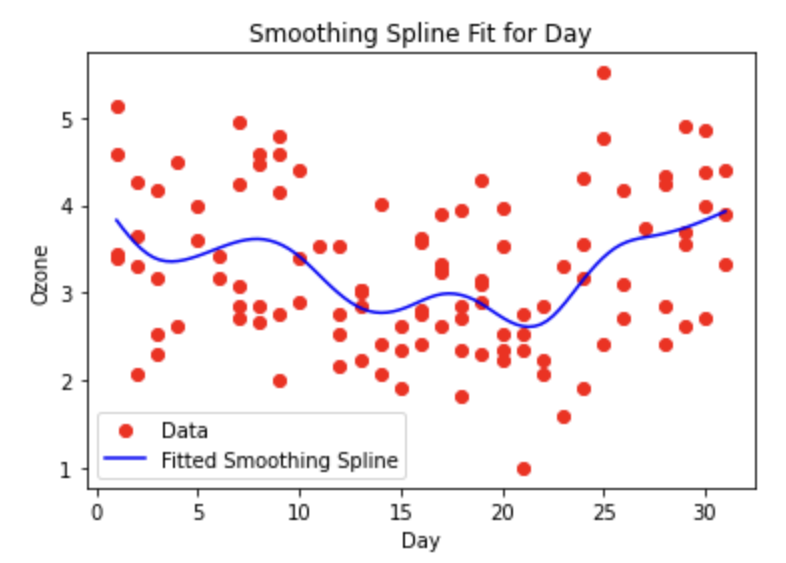 Smoothing Spline Fit for Day
Ozone
5
4
3
2
1
Data
Fitted Smoothing Spline
0 5 10 15 20 25 30
Day